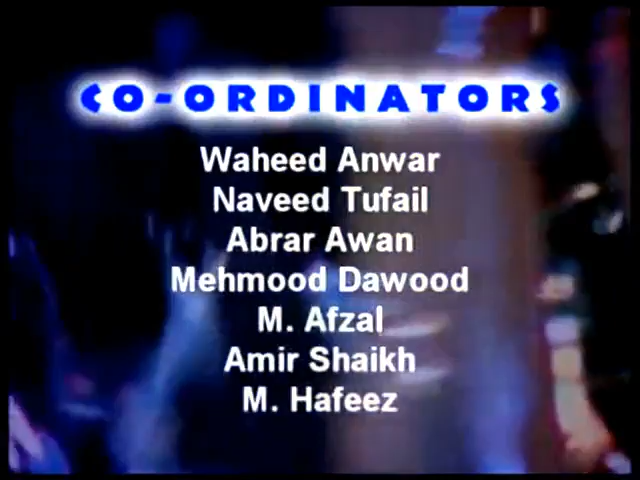 CO-ORDINATORS
Waheed Anwar
Naveed Tufail
Abrar Awan
Mehmood Dawood
M. Afzal
Amir Shaikh
M. Hafeez